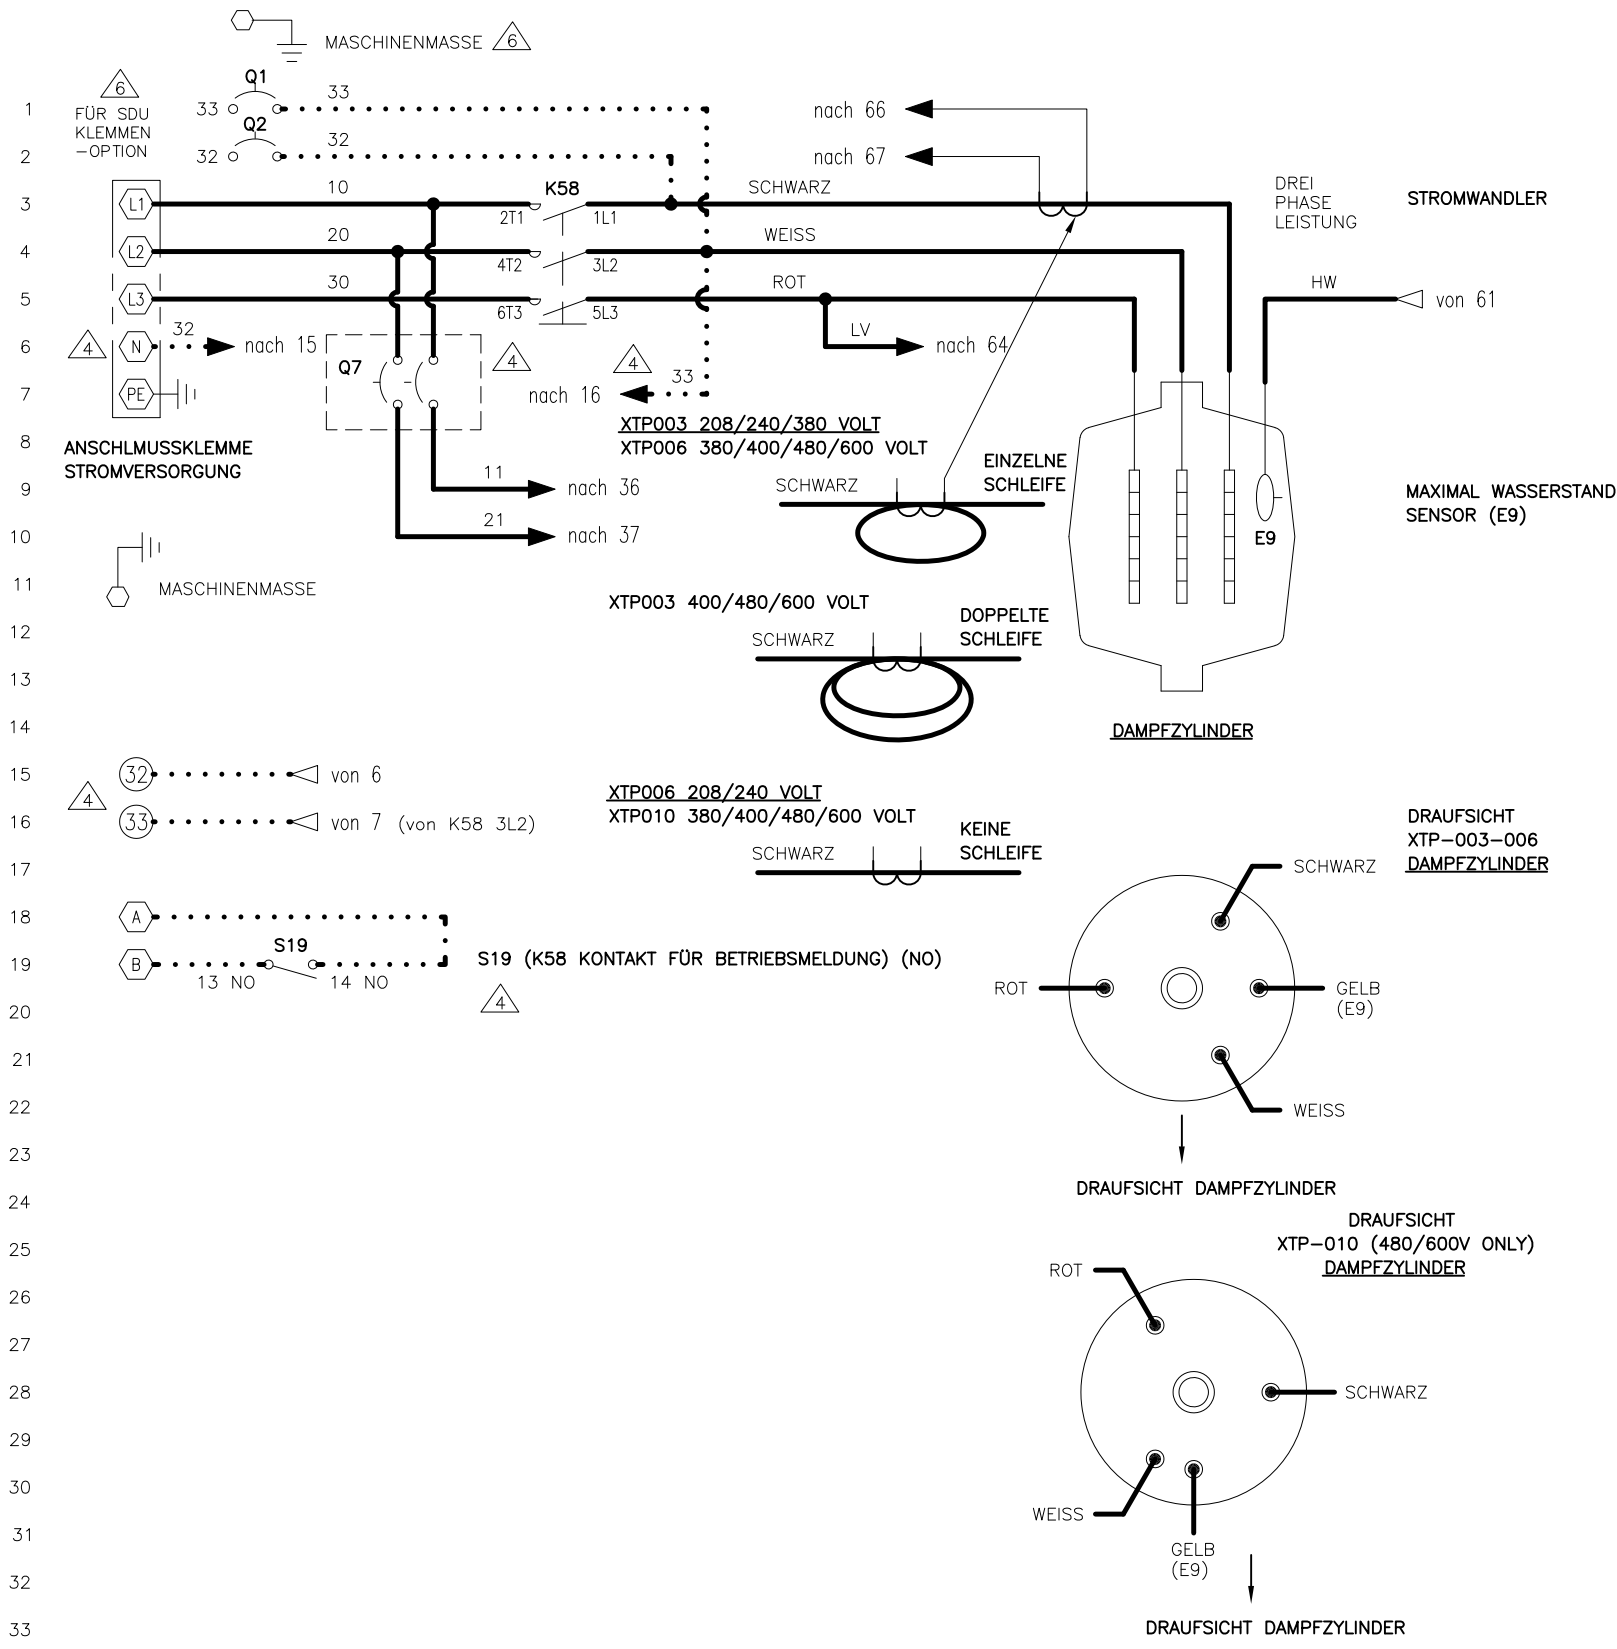 MASCHINENMASSE 6
6
FÜR SDU
KLEMMEN
-OPTION
Q1
33
33
Q2
32
32
1
2
3
4
5
6
7
8
9
10
11
12
13
14
15
16
17
18
19
20
21
22
23
24
25
26
27
28
29
30
31
32
33
nach 66
nach 67
L1
10
K58
2T1
1L1
SCHWARZ
DREI
PHASE
LEISTUNG
STROMWANDLER
L2
20
4T2
3L2
WEISS
L3
30
6T3
5L3
ROT
HW
von 61
4
N
32
nach 15
LV
nach 64
PE
Q7
4
4
nach 16
33
ANSCHLMUSSKLEMME
STROMVERSORGUNG
11
nach 36
21
nach 37
XTP003 208/240/380 VOLT
XTP006 380/400/480/600 VOLT
SCHWARZ
EINZELNE
SCHLEIFE
E9
MAXIMAL WASSERSTAND
SENSOR (E9)
MASCHINENMASSE
XTP003 400/480/600 VOLT
SCHWARZ
DOPPELTE
SCHLEIFE
DAMPFZYLINDER
4
32
von 6
33
von 7 (von K58 3L2)
XTP006 208/240 VOLT
XTP010 380/400/480/600 VOLT
SCHWARZ
KEINE
SCHLEIFE
A
B
S19
13 NO
14 NO
S19 (K58 KONTAKT FÜR BETRIEBSMELDUNG) (NO)
4
DRAUFSICHT
XTP-003-006
DAMPFZYLINDER
SCHWARZ
ROT
GELB
(E9)
WEISS
DRAUFSICHT DAMPFZYLINDER
DRAUFSICHT
XTP-010 (480/600V ONLY)
DAMPFZYLINDER
ROT
SCHWARZ
WEISS
GELB
(E9)
DRAUFSICHT DAMPFZYLINDER